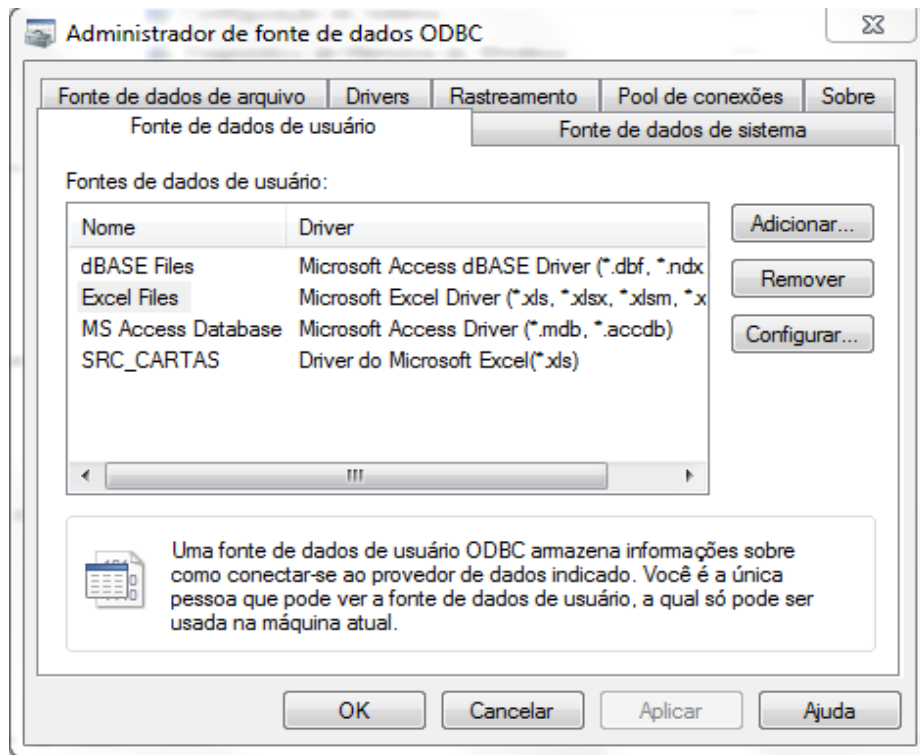 Administrador de fonte de dados ODBC
Fonte de dados de arquivo Drivers Rastreamento Pool de conexões Sobre
Fonte de dados de usuário Fonte de dados de sistema
Fontes de dados de usuário:
Nome Driver
dBASE Files Microsoft Access dBASE Driver (*.dbf, *.ndx
Excel Files Microsoft Excel Driver (*.xls, *.xlsx, *.xlsm, *.x
MS Access Database Microsoft Access Driver (*.mdb, *.accdb)
SRC_CARTAS Driver do Microsoft Excel(*.xls)
Adicionar...
Remover
Configurar...
Uma fonte de dados de usuário ODBC armazena informações sobre
como conectar-se ao provedor de dados indicado. Você é a única
pessoa que pode ver a fonte de dados de usuário, a qual só pode ser
usada na máquina atual.
OK Cancelar Aplicar Ajuda